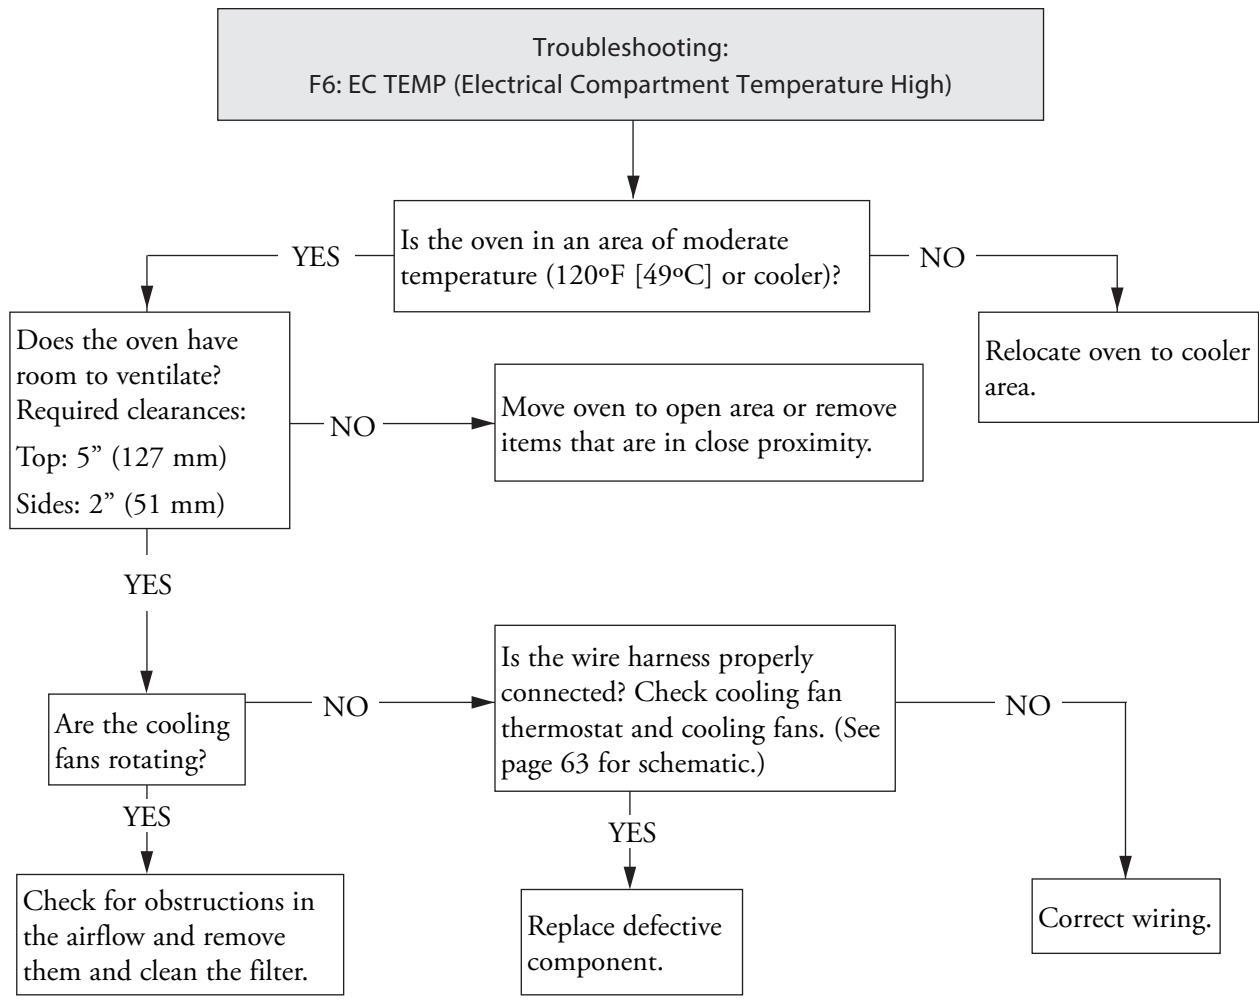 Troubleshooting:
F6: EC TEMP (Electrical Compartment Temperature High)
Is the oven in an area of moderate
temperature (120ºF [49ºC] or cooler)?
YES
NO
Does the oven have
room to ventilate?
Required clearances:
Top: 5” (127 mm)
Sides: 2” (51 mm)
Relocate oven to cooler
area.
NO
Move oven to open area or remove
items that are in close proximity.
YES
Are the cooling
fans rotating?
NO
Is the wire harness properly
connected? Check cooling fan
thermostat and cooling fans. (See
page 63 for schematic.)
NO
YES
YES
Check for obstructions in
the airflow and remove
them and clean the filter.
Replace defective
component.
Correct wiring.